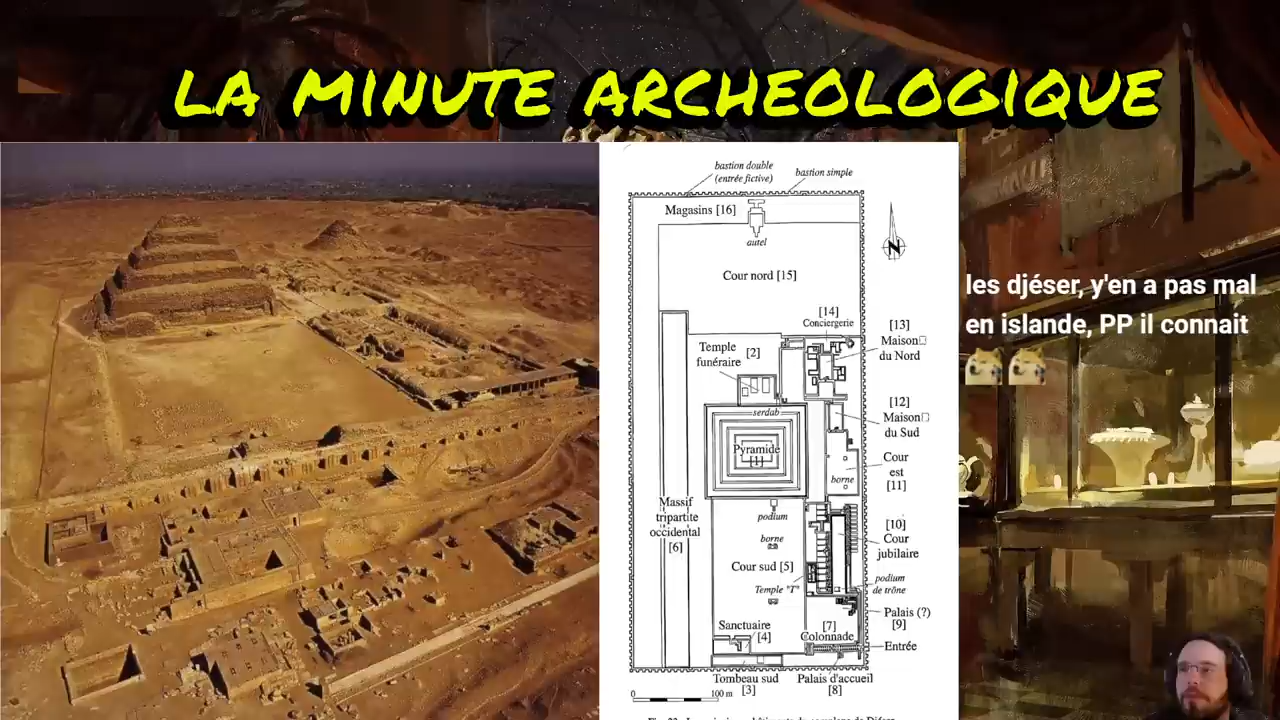 LA MINUTE ARCHEOLOGIQUE
bastion double
(entrée fictive)
bastion simple
Magasins [16]
autel
N
Cour nord [15]
[14]
Conciergerie
[13]
Maison
du Nord
Temple
funéraire
[2]
serdab
[12]
Maison
du Sud
Pyramide
[1]
Cour
est
[11]
borne
Massif
tripartite
occidental
[6]
podium
borne
[10]
Cour
jubilaire
Cour sud [5]
Temple "T"
podium
de trône
Palais (?)
[9]
Sanctuaire
[4]
[7]
Colonnade
Entrée
Tombeau sud
[3]
Palais d'accueil
[8]
0
100 m
les djéser, y'en a pas mal
en islande, PP il connait